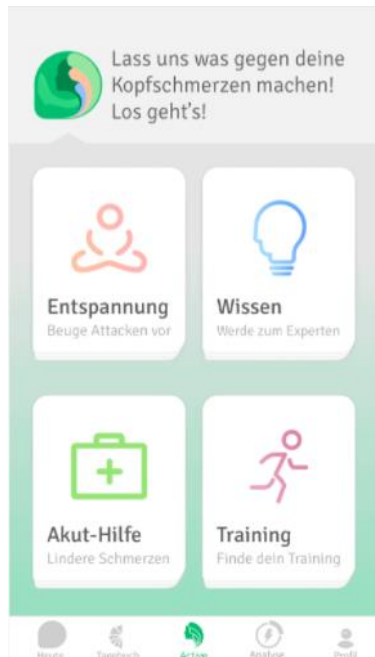 Lass uns was gegen deine
Kopfschmerzen machen!
Los geht's!
Entspannung
Beuge Attacken vor
Wissen
Werde zum Experten
Akut-Hilfe
Lindere Schmerzen
Training
Finde dein Training
Heute Tagebuch Active Analyse Profil